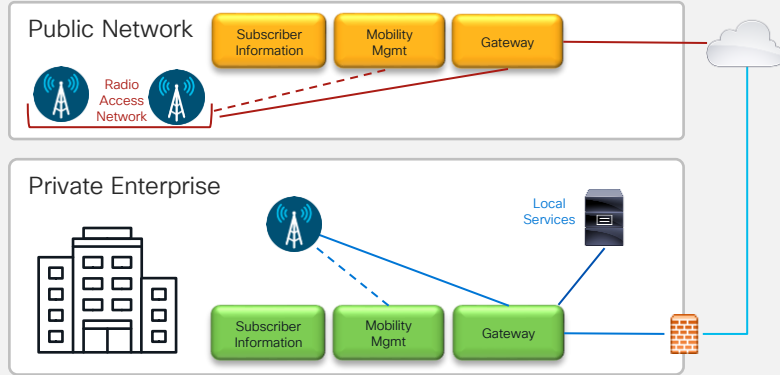 Public Network
Subscriber
Information
Mobility
Mgmt
Gateway
Radio
Access
Network
Private Enterprise
Local
Services
Subscriber
Information
Mobility
Mgmt
Gateway